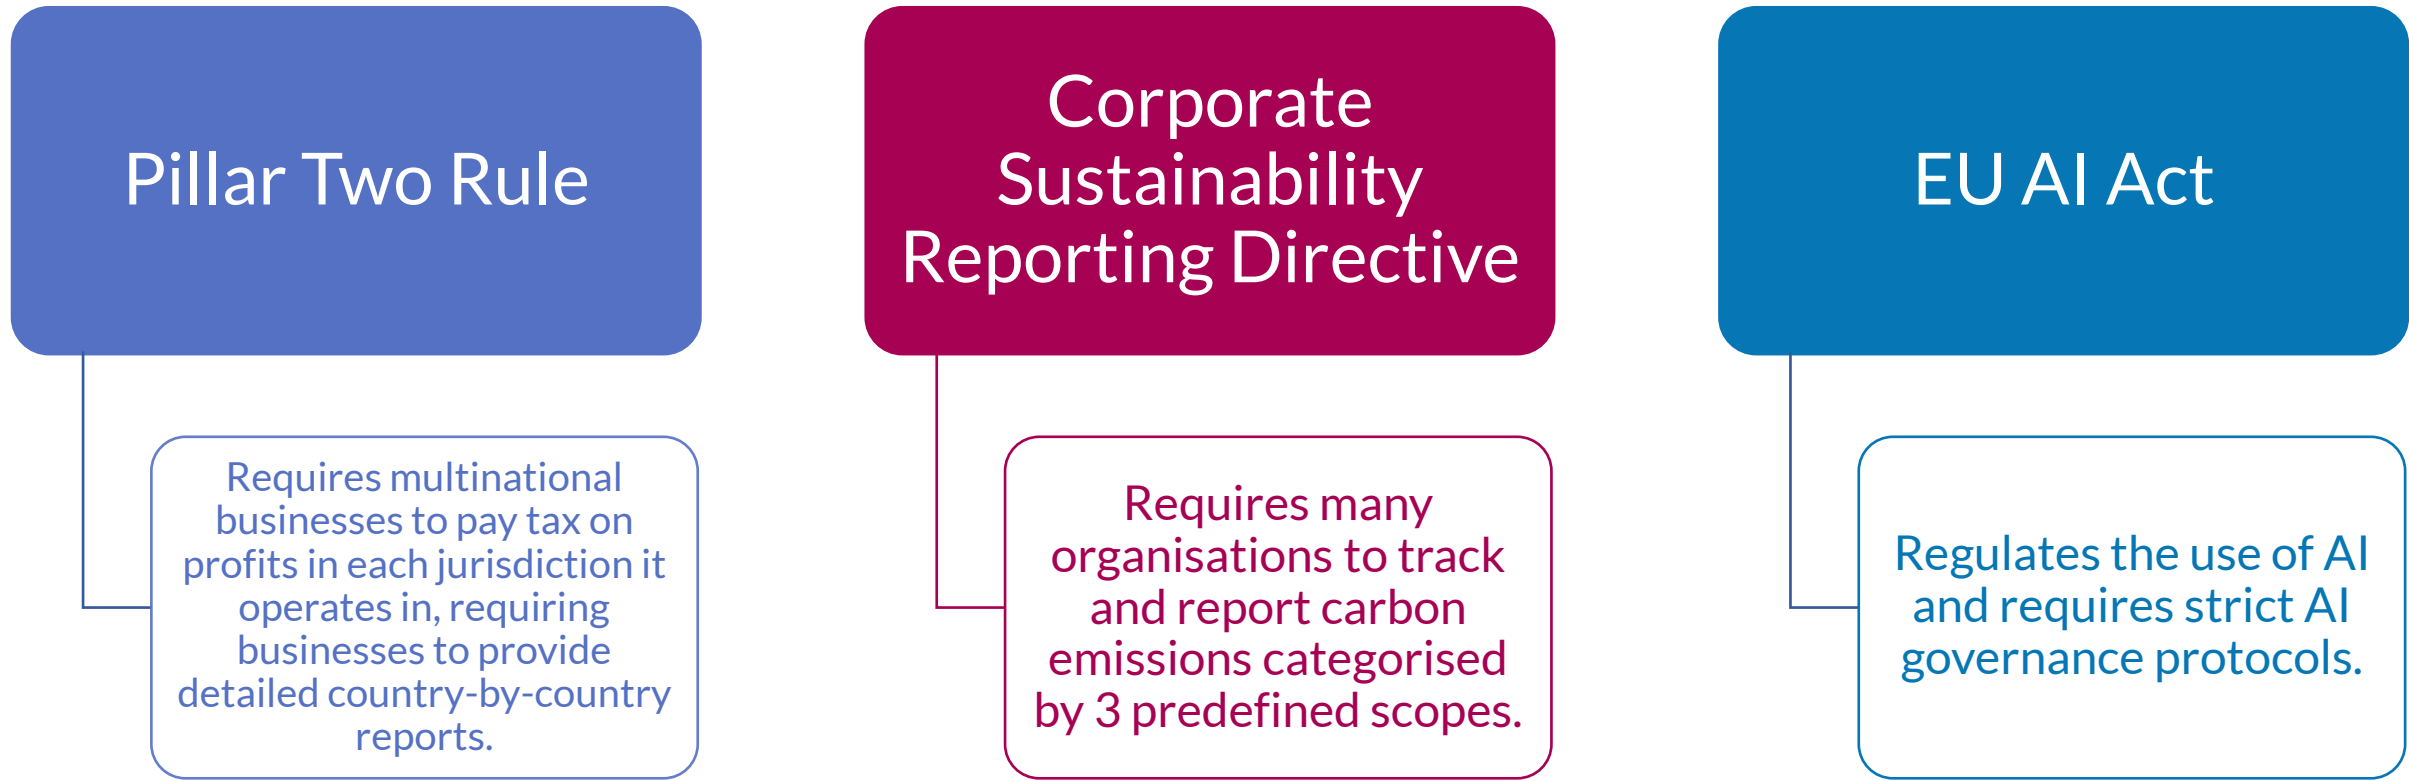 Pillar Two Rule
Requires multinational
businesses to pay tax on
profits in each jurisdiction it
operates in, requiring
businesses to provide
detailed country-by-country
reports.
Corporate
Sustainability
Reporting Directive
Requires many
organisations to track
and report carbon
emissions categorised
by 3 predefined scopes.
EU AI Act
Regulates the use of AI
and requires strict AI
governance protocols.